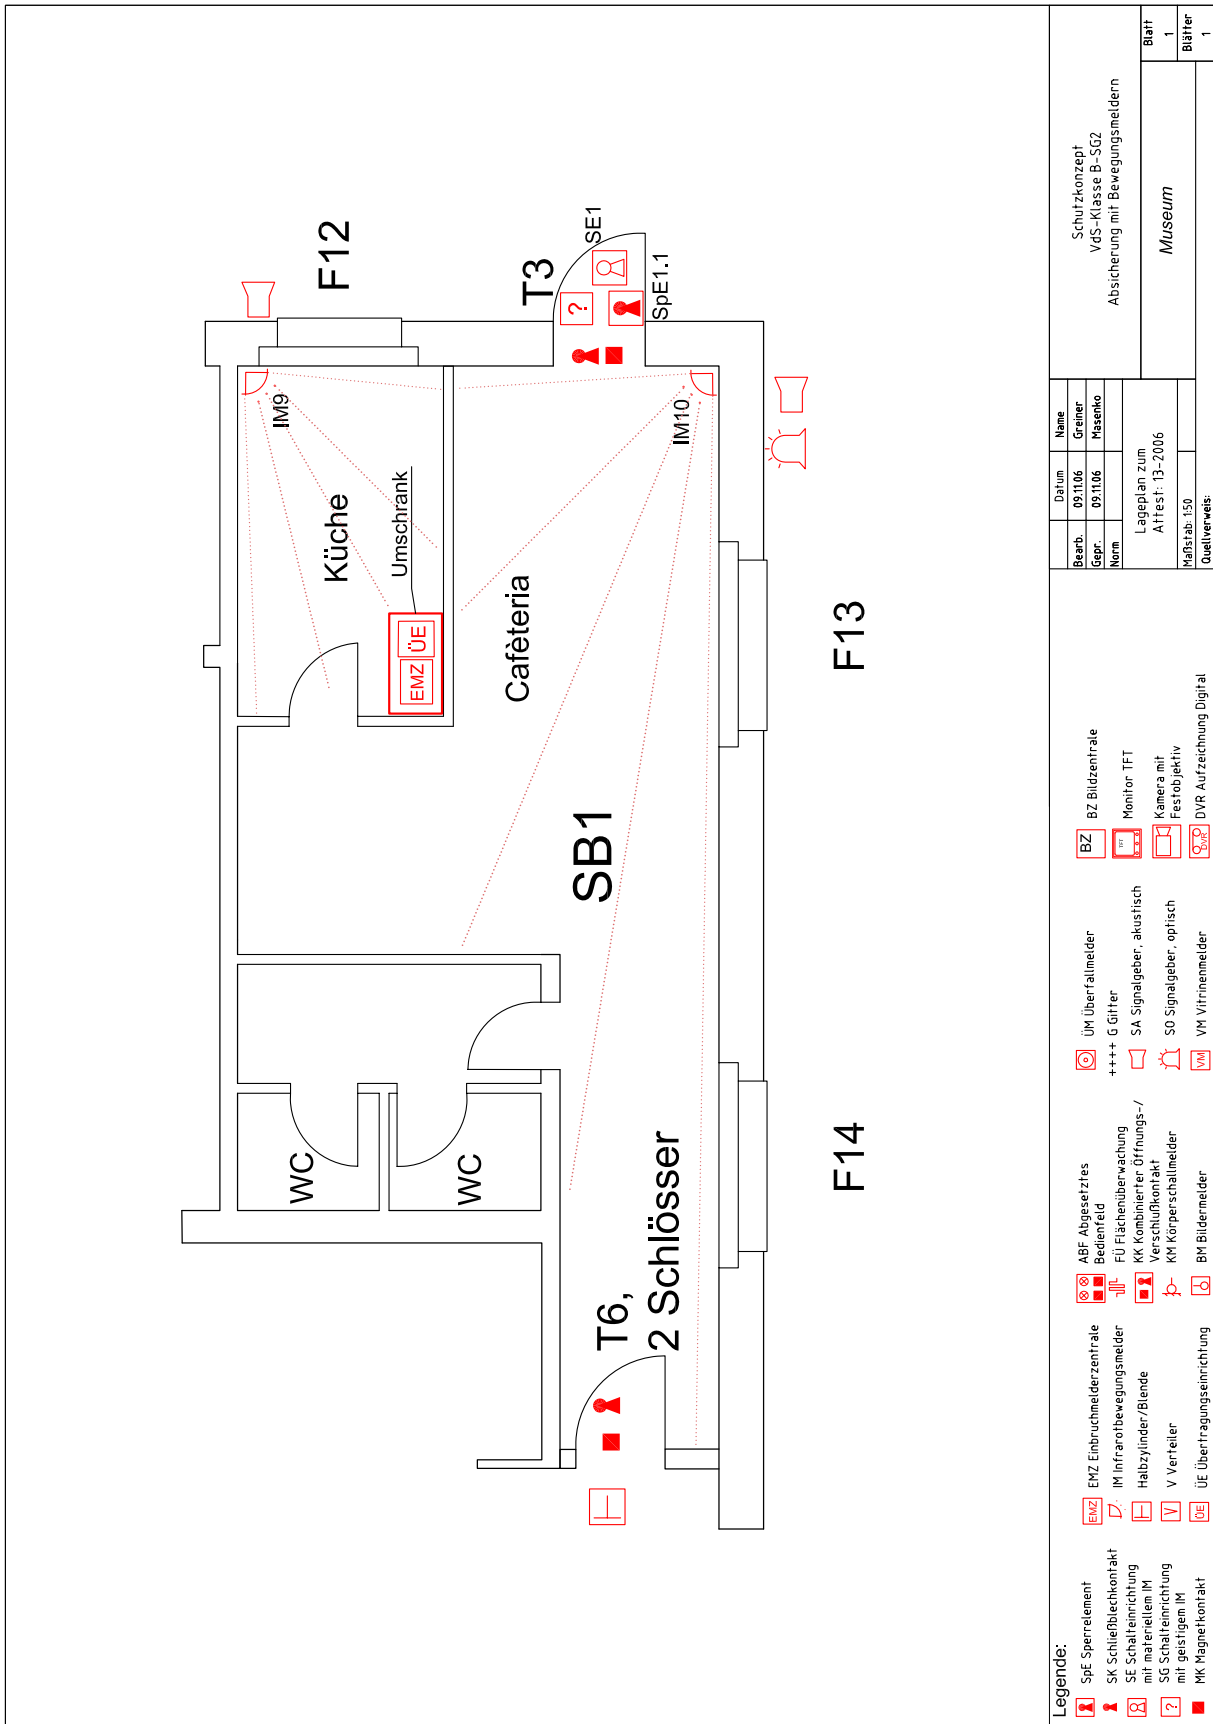 F12
IM9
Küche
Umschrank
EMZ
ÜE
T3
?
SE1
SpE1.1
Cafèteria
IM10
SB1
WC
WC
T6,
2 Schlösser
F14
F13
Legende:
SpE Sperrelement
SK Schließblechkontakt
SE Schalteinrichtung
mit materiellem IM
? SG Schalteinrichtung
mit geistigem IM
MK Magnetkontakt
EMZ EMZ Einbruchmelderzentrale
IM Infrarotbewegungsmelder
Halbzylinder/Blende
V V Verteiler
ÜE ÜE Übertragungseinrichtung
ABF Abgesetztes
Bedienfeld
FÜ Flächenüberwachung
KK Kombinierter Öffnungs-/
Verschlußkontakt
KM Körperschallmelder
BM Bildermelder
ÜM Überfallmelder
++++ G Gitter
SA Signalgeber, akustisch
SO Signalgeber, optisch
VM VM Vitrinenmelder
BZ BZ Bildzentrale
TFT Monitor TFT
Kamera mit
Festobjektiv
DVR DVR Aufzeichnung Digital
Datum Name
Bearb. 09.11.06 Greiner
Gepr. 09.11.06 Masenko
Norm
Lageplan zum
Attest: 13-2006
Maßstab: 1:50
Quellverweis:
Schutzkonzept
VdS-Klasse B-SG2
Absicherung mit Bewegungsmeldern
Museum
Blatt
1
Blätter
1